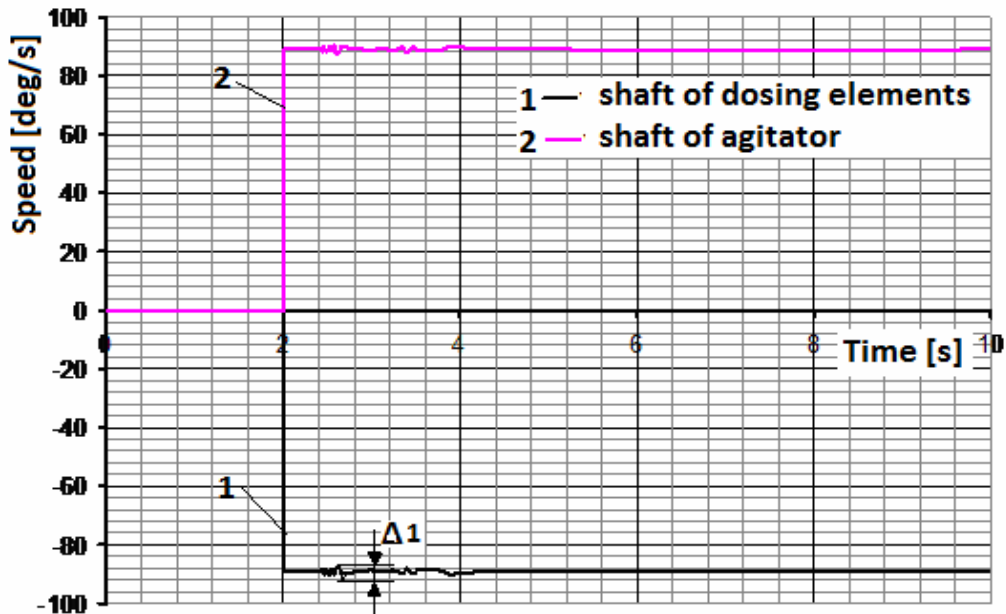 100
80
60
40
20
0
-20
-40
-60
-80
-100
Speed [deg/s]
2
1 shaft of dosing elements
2 shaft of agitator
0 2 4 6 8 10
Time [s]
1
Δ1